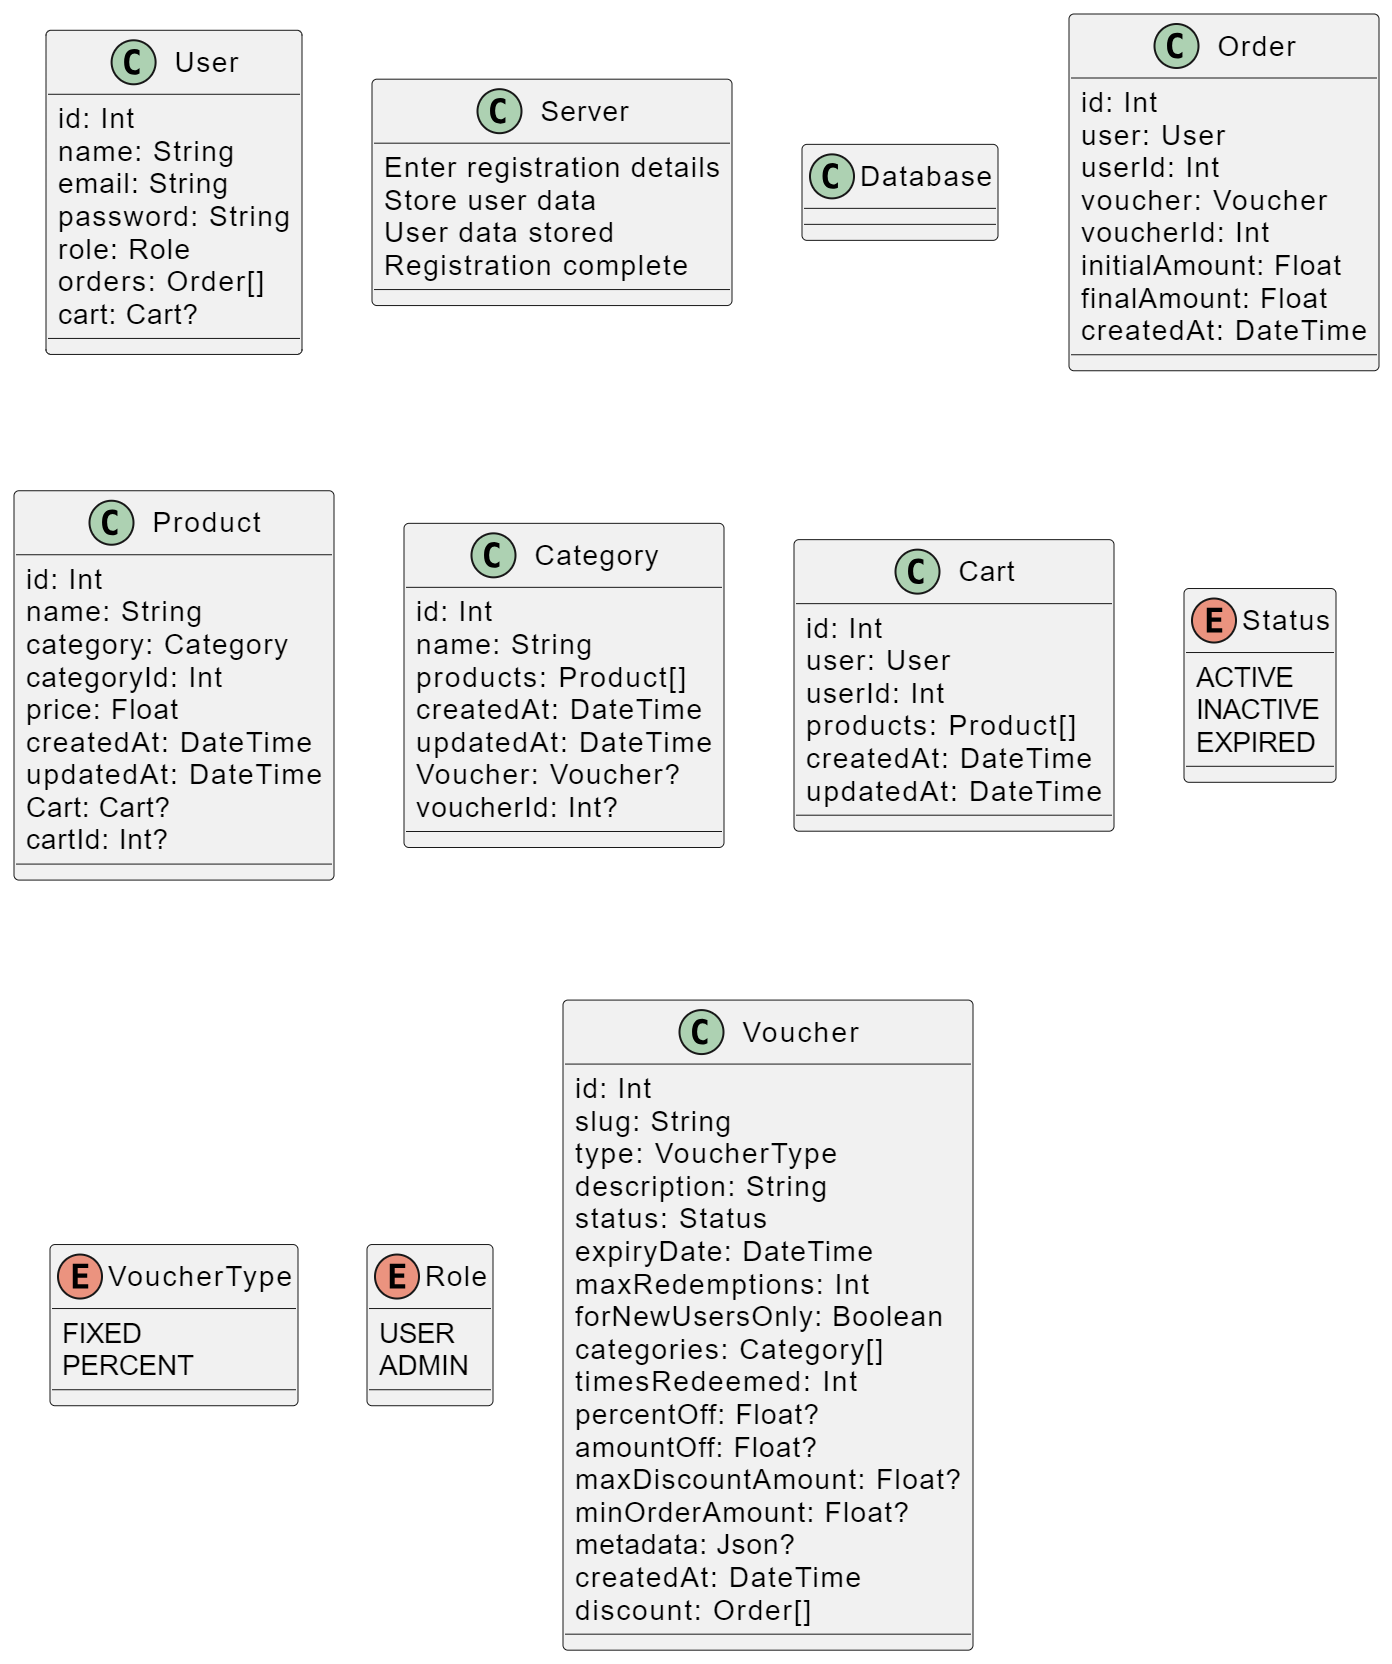 C User
id: Int
name: String
email: String
password: String
role: Role
orders: Order[]
cart: Cart?
C Server
Enter registration details
Store user data
User data stored
Registration complete
C Database
C Order
id: Int
user: User
userId: Int
voucher: Voucher
voucherId: Int
initialAmount: Float
finalAmount: Float
createdAt: DateTime
C Product
id: Int
name: String
category: Category
categoryId: Int
price: Float
createdAt: DateTime
updatedAt: DateTime
Cart: Cart?
cartId: Int?
C Category
id: Int
name: String
products: Product[]
createdAt: DateTime
updatedAt: DateTime
Voucher: Voucher?
voucherId: Int?
C Cart
id: Int
user: User
userId: Int
products: Product[]
createdAt: DateTime
updatedAt: DateTime
E Status
ACTIVE
INACTIVE
EXPIRED
E VoucherType
FIXED
PERCENT
E Role
USER
ADMIN
C Voucher
id: Int
slug: String
type: VoucherType
description: String
status: Status
expiryDate: DateTime
maxRedemptions: Int
forNewUsersOnly: Boolean
categories: Category[]
timesRedeemed: Int
percentOff: Float?
amountOff: Float?
maxDiscountAmount: Float?
minOrderAmount: Float?
metadata: Json?
createdAt: DateTime
discount: Order[]